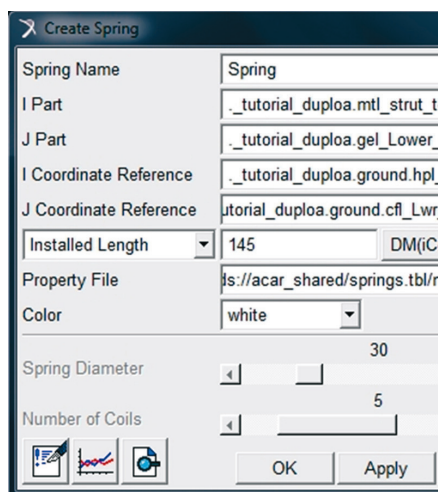 Create Spring
Spring Name Spring
I Part ._tutorial_duploa.mtl_strut_t
J Part ._tutorial_duploa.gel_Lower_
I Coordinate Reference ._tutorial_duploa.ground.hpl_
J Coordinate Reference utorial_duploa.ground.cfl_Lwr
Installed Length 145 DM(iC
Property File ds://acar_shared/springs.tbl/r
Color white
30
Spring Diameter
5
Number of Coils
OK Apply